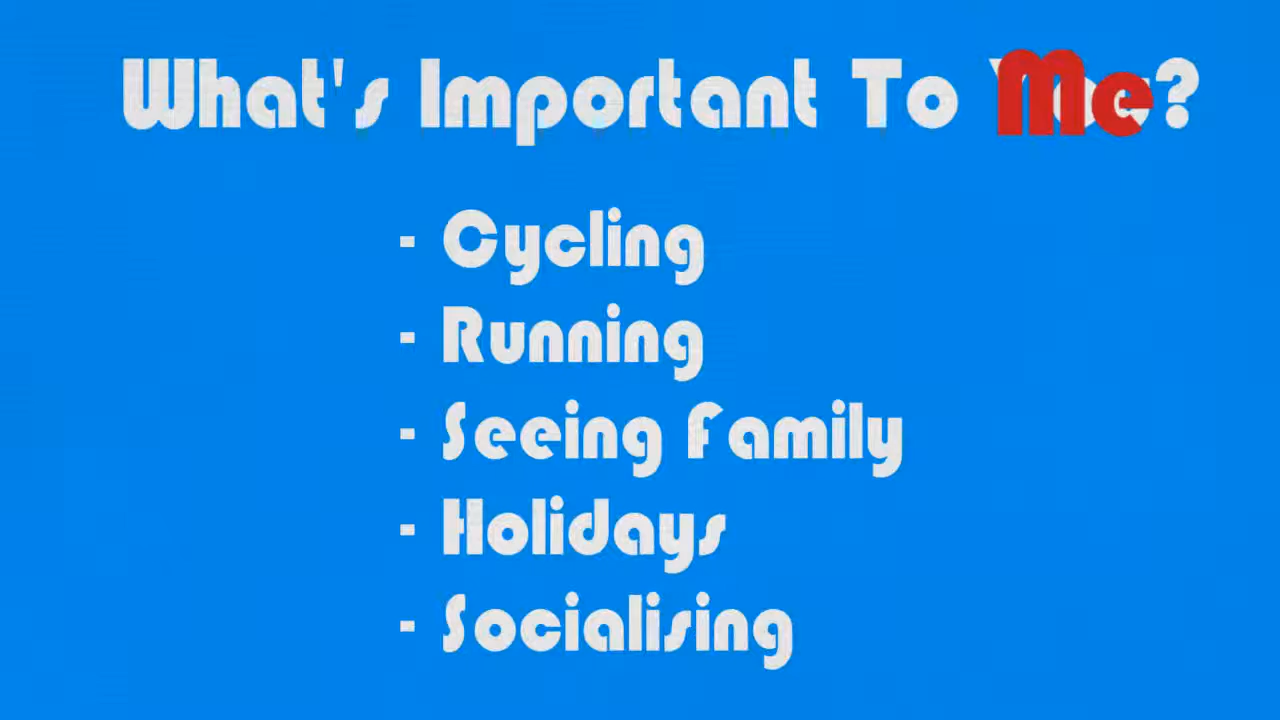 What's Important To Me?
- Cycling
- Running
- Seeing Family
- Holidays
- Socialising